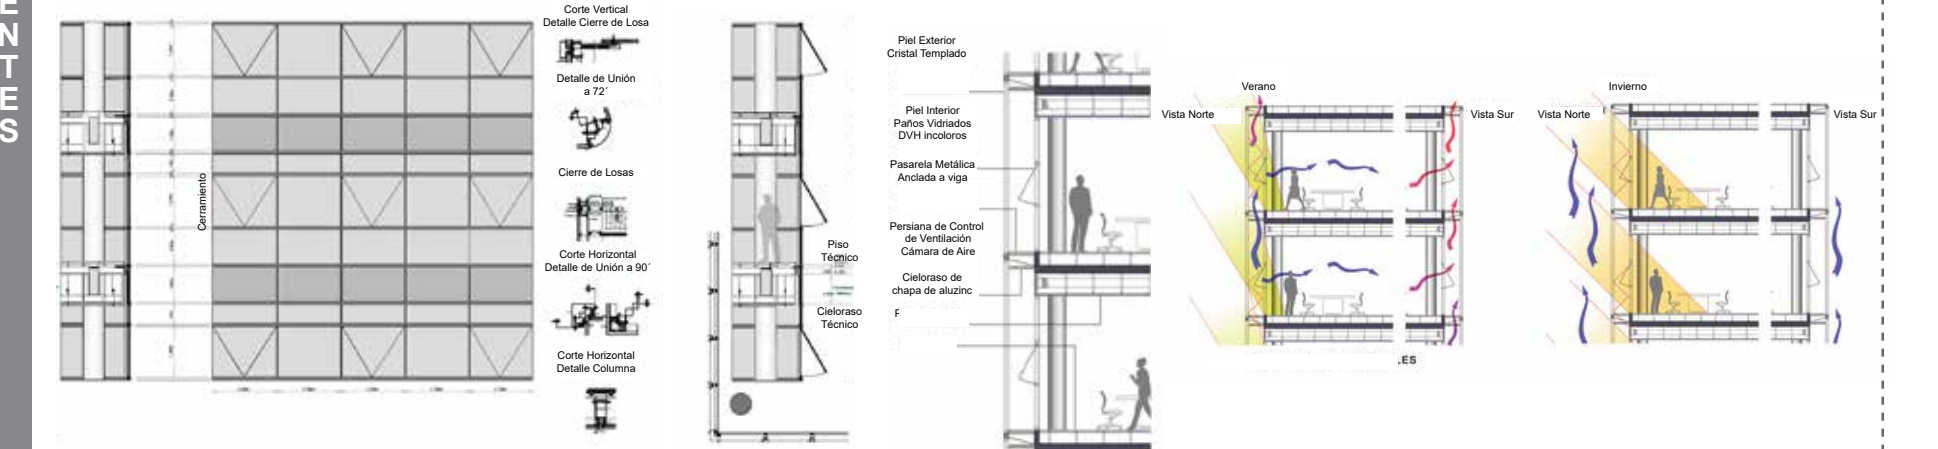 E
N
T
E
S
Cerramiento
Corte Vertical
Detalle Cierre de Losa
Detalle de Unión
a 72´
Cierre de Losas
Corte Horizontal
Detalle de Unión a 90´
Corte Horizontal
Detalle Columna
Piso
Técnico
Cieloraso
Técnico
Piel Exterior
Cristal Templado
Piel Interior
Paños Vidriados
DVH incoloros
Pasarela Metálica
Anclada a viga
Persiana de Control
de Ventilación
Cámara de Aire
Cieloraso de
chapa de aluzinc
Verano
Vista Norte
Vista Sur
Invierno
Vista Norte
Vista Sur
.ES